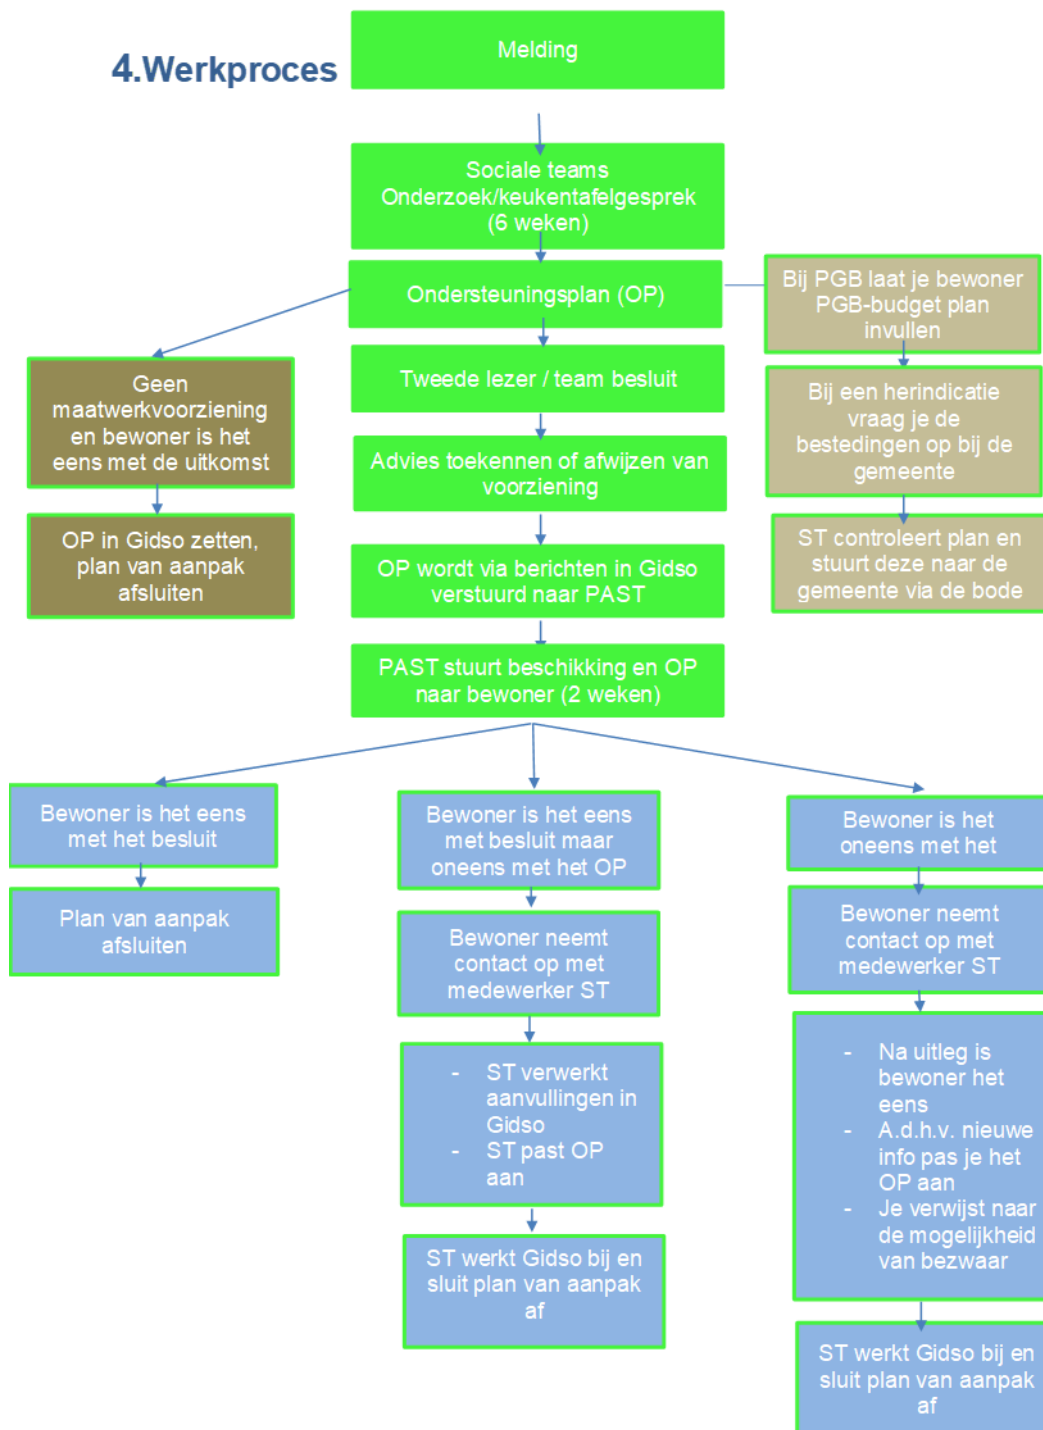 Melding
4.Werkproces
Sociale teams
Onderzoek/keukentafelgesprek
(6 weken)
Ondersteuningsplan (OP)
Bij PGB laat je bewoner
PGB-budget plan
invullen
Geen
maatwerkvoorziening
en bewoner is het
eens met de uitkomst
Tweede lezer / team besluit
Bij een herindicatie
vraag je de
bestedingen op bij de
gemeente
Advies toekennen of afwijzen van
voorziening
OP in Gidso zetten,
plan van aanpak
afsluiten
OP wordt via berichten in Gidso
verstuurd naar PAST
ST controleert plan en
stuurt deze naar de
gemeente via de bode
PAST stuurt beschikking en OP
naar bewoner (2 weken)
Bewoner is het eens
met het besluit
Plan van aanpak
afsluiten
Bewoner is het eens
met besluit maar
oneens met het OP
Bewoner neemt
contact op met
medewerker ST
- ST verwerkt
aanvullingen in
Gidso
- ST past OP
aan
ST werkt Gidso bij en
sluit plan van aanpak
af
Bewoner is het
oneens met het
Bewoner neemt
contact op met
medewerker ST
- Na uitleg is
bewoner het
eens
- A.d.h.v. nieuwe
info pas je het
OP aan
- Je verwijst naar
de mogelijkheid
van bezwaar
ST werkt Gidso bij en
sluit plan van aanpak
af